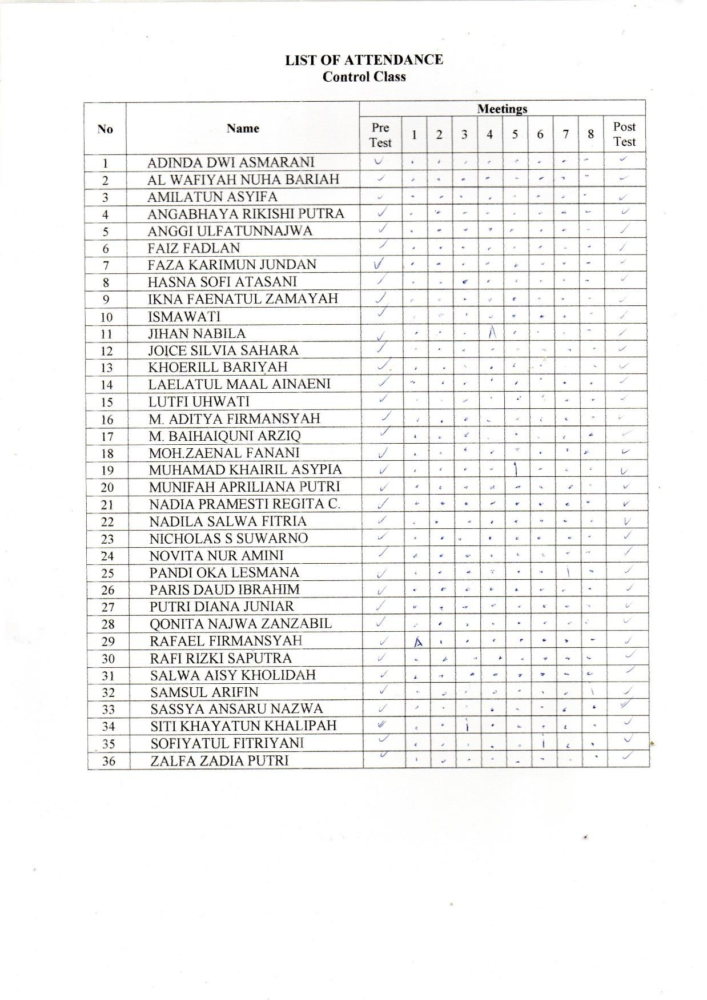 LIST OF ATTENDANCE
Control Class
No Name Meetings
Pre Test 1 2 3 4 5 6 7 8 Post Test
1 ADINDA DWI ASMARANI
2 AL WAFIYAH NUHA BARIAH
3 AMILATUN ASYIFA
4 ANGABHAYA RIKISHI PUTRA
5 ANGGI ULFATUNNAJWA
6 FAIZ FADLAN
7 FAZA KARIMUN JUNDAN
8 HASNA SOFI ATASANI
9 IKNA FAENATUL ZAMAYAH
10 ISMAWATI
11 JIHAN NABILA A
12 JOICE SILVIA SAHARA
13 KHOERILL BARIYAH
14 LAELATUL MAAL AINAENI
15 LUTFI UHWATI
16 M. ADITYA FIRMANSYAH
17 M. BAIHAIQUNI ARZIQ
18 MOH.ZAENAL FANANI
19 MUHAMAD KHAIRIL ASYPIA
20 MUNIFAH APRILIANA PUTRI
21 NADIA PRAMESTI REGITA C.
22 NADILA SALWA FITRIA
23 NICHOLAS S SUWARNO
24 NOVITA NUR AMINI
25 PANDI OKA LESMANA
26 PARIS DAUD IBRAHIM
27 PUTRI DIANA JUNIAR
28 QONITA NAJWA ZANZABIL
29 RAFAEL FIRMANSYAH A
30 RAFI RIZKI SAPUTRA
31 SALWA AISY KHOLIDAH
32 SAMSUL ARIFIN
33 SASSYA ANSARU NAZWA
34 SITI KHAYATUN KHALIPAH i
35 SOFIYATUL FITRIYANI i
36 ZALFA ZADIA PUTRI